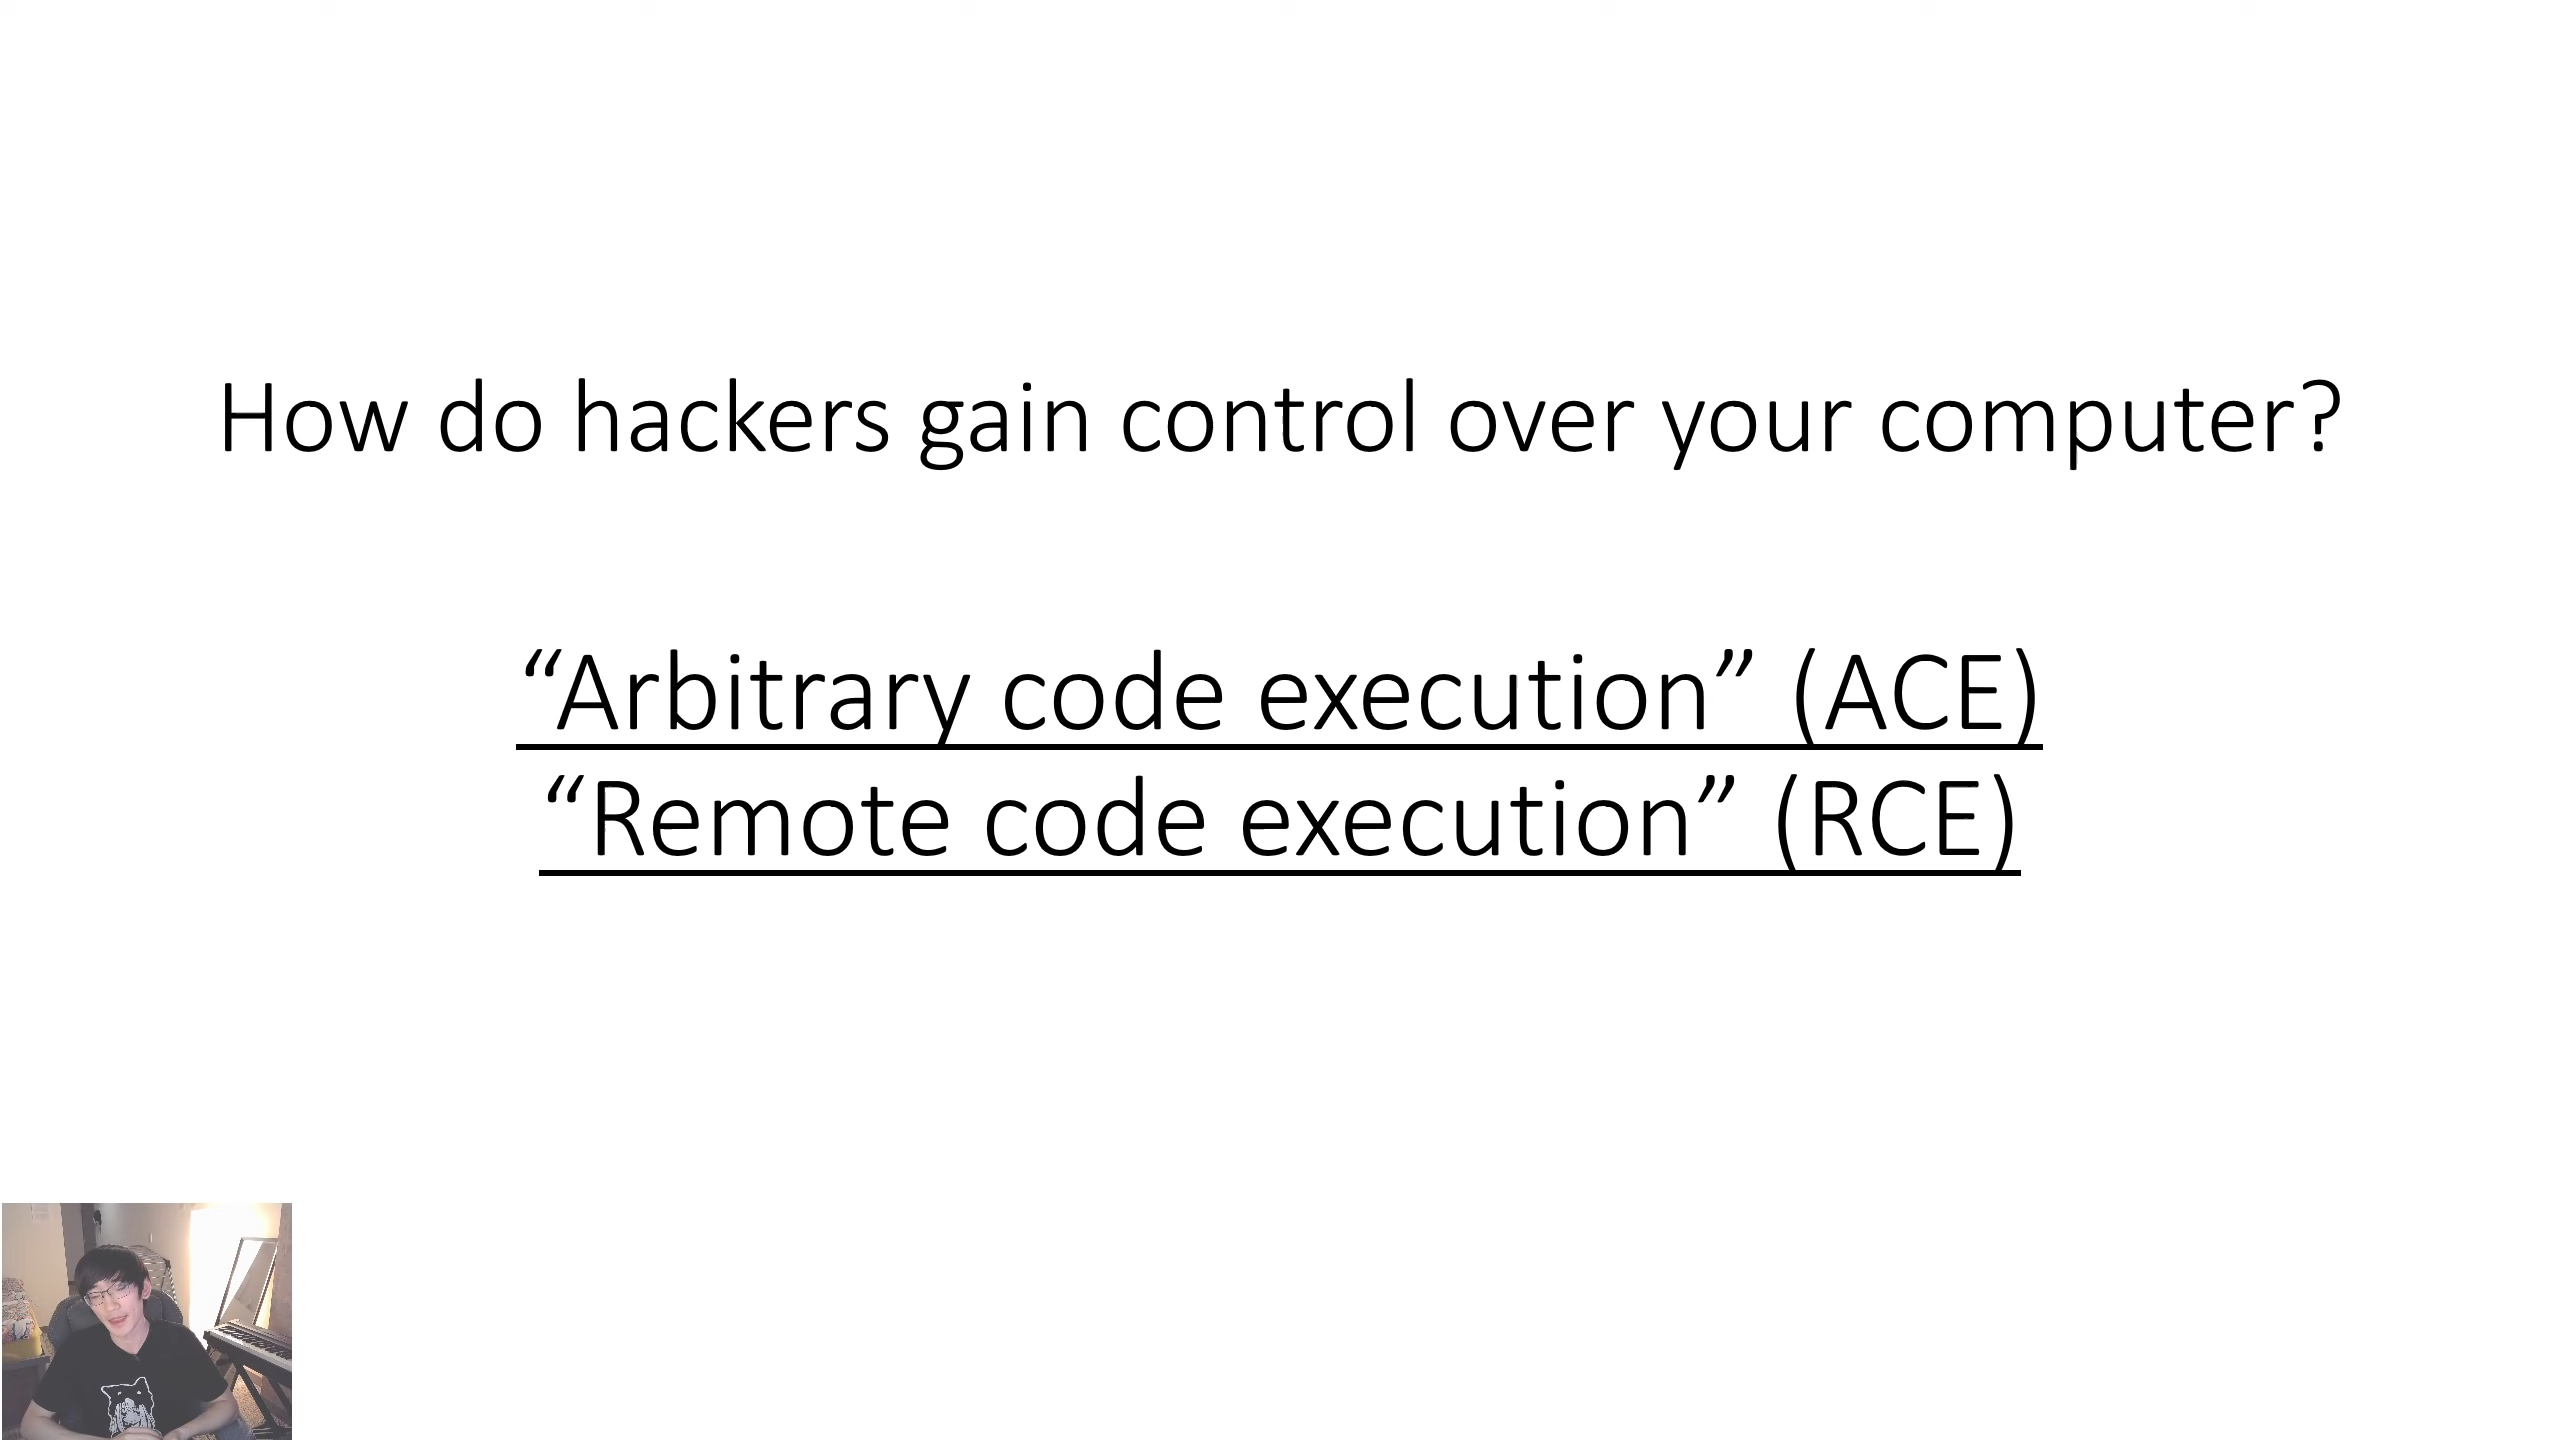 How do hackers gain control over your computer?
“Arbitrary code execution” (ACE)
“Remote code execution” (RCE)